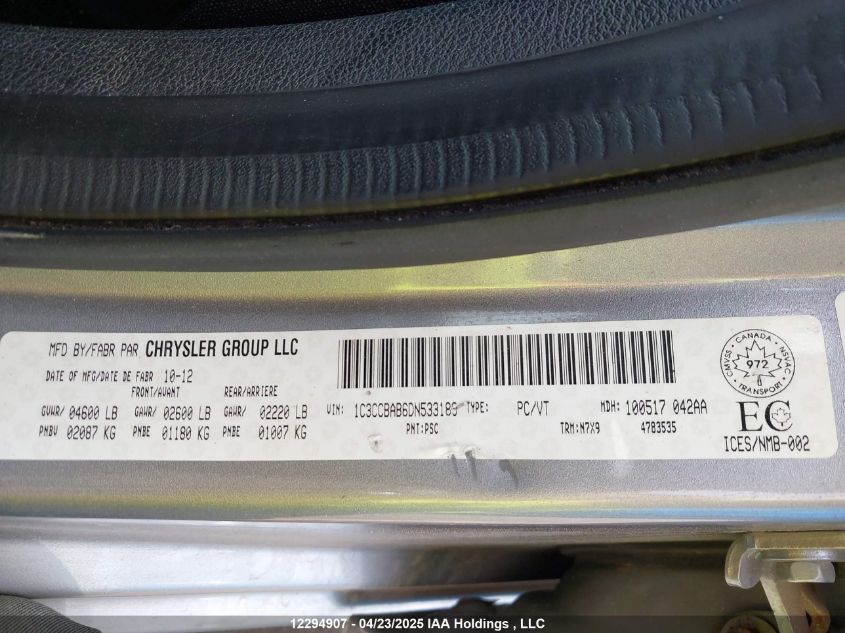 MFD BY/FABR PAR CHRYSLER GROUP LLC
DATE OF MFG/DATE DE FABR 10-12
FRONT/AVANT REAR/ARRIERE
GVWR/ 04600 LB GAWR/ 02600 LB GAWR/ 02220 LB VIN: 1C3CCBAB6DN533189 TYPE: PC/VT MDH: 100517 042AA
PNBV 02087 KG PNBE 01180 KG PNBE 01007 KG PNT:PSC TRM:N7X9 4783535
CANADA
CMVSS 972 NSVAC
TRANSPORT
EC
ICES/NMB-002
12294907 - 04/23/2025 IAA Holdings , LLC